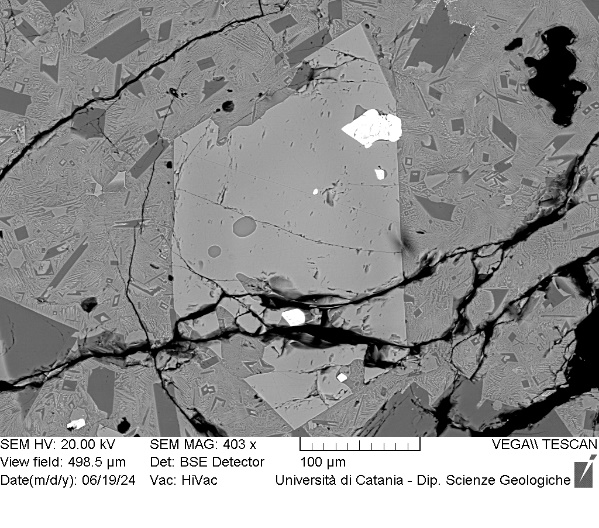 SEM HV: 20.00 kV SEM MAG: 403 x VEGA\\ TESCAN
View field: 498.5 µm Det: BSE Detector 100 µm
Date(m/d/y): 06/19/24 Vac: HiVac Università di Catania - Dip. Scienze Geologiche